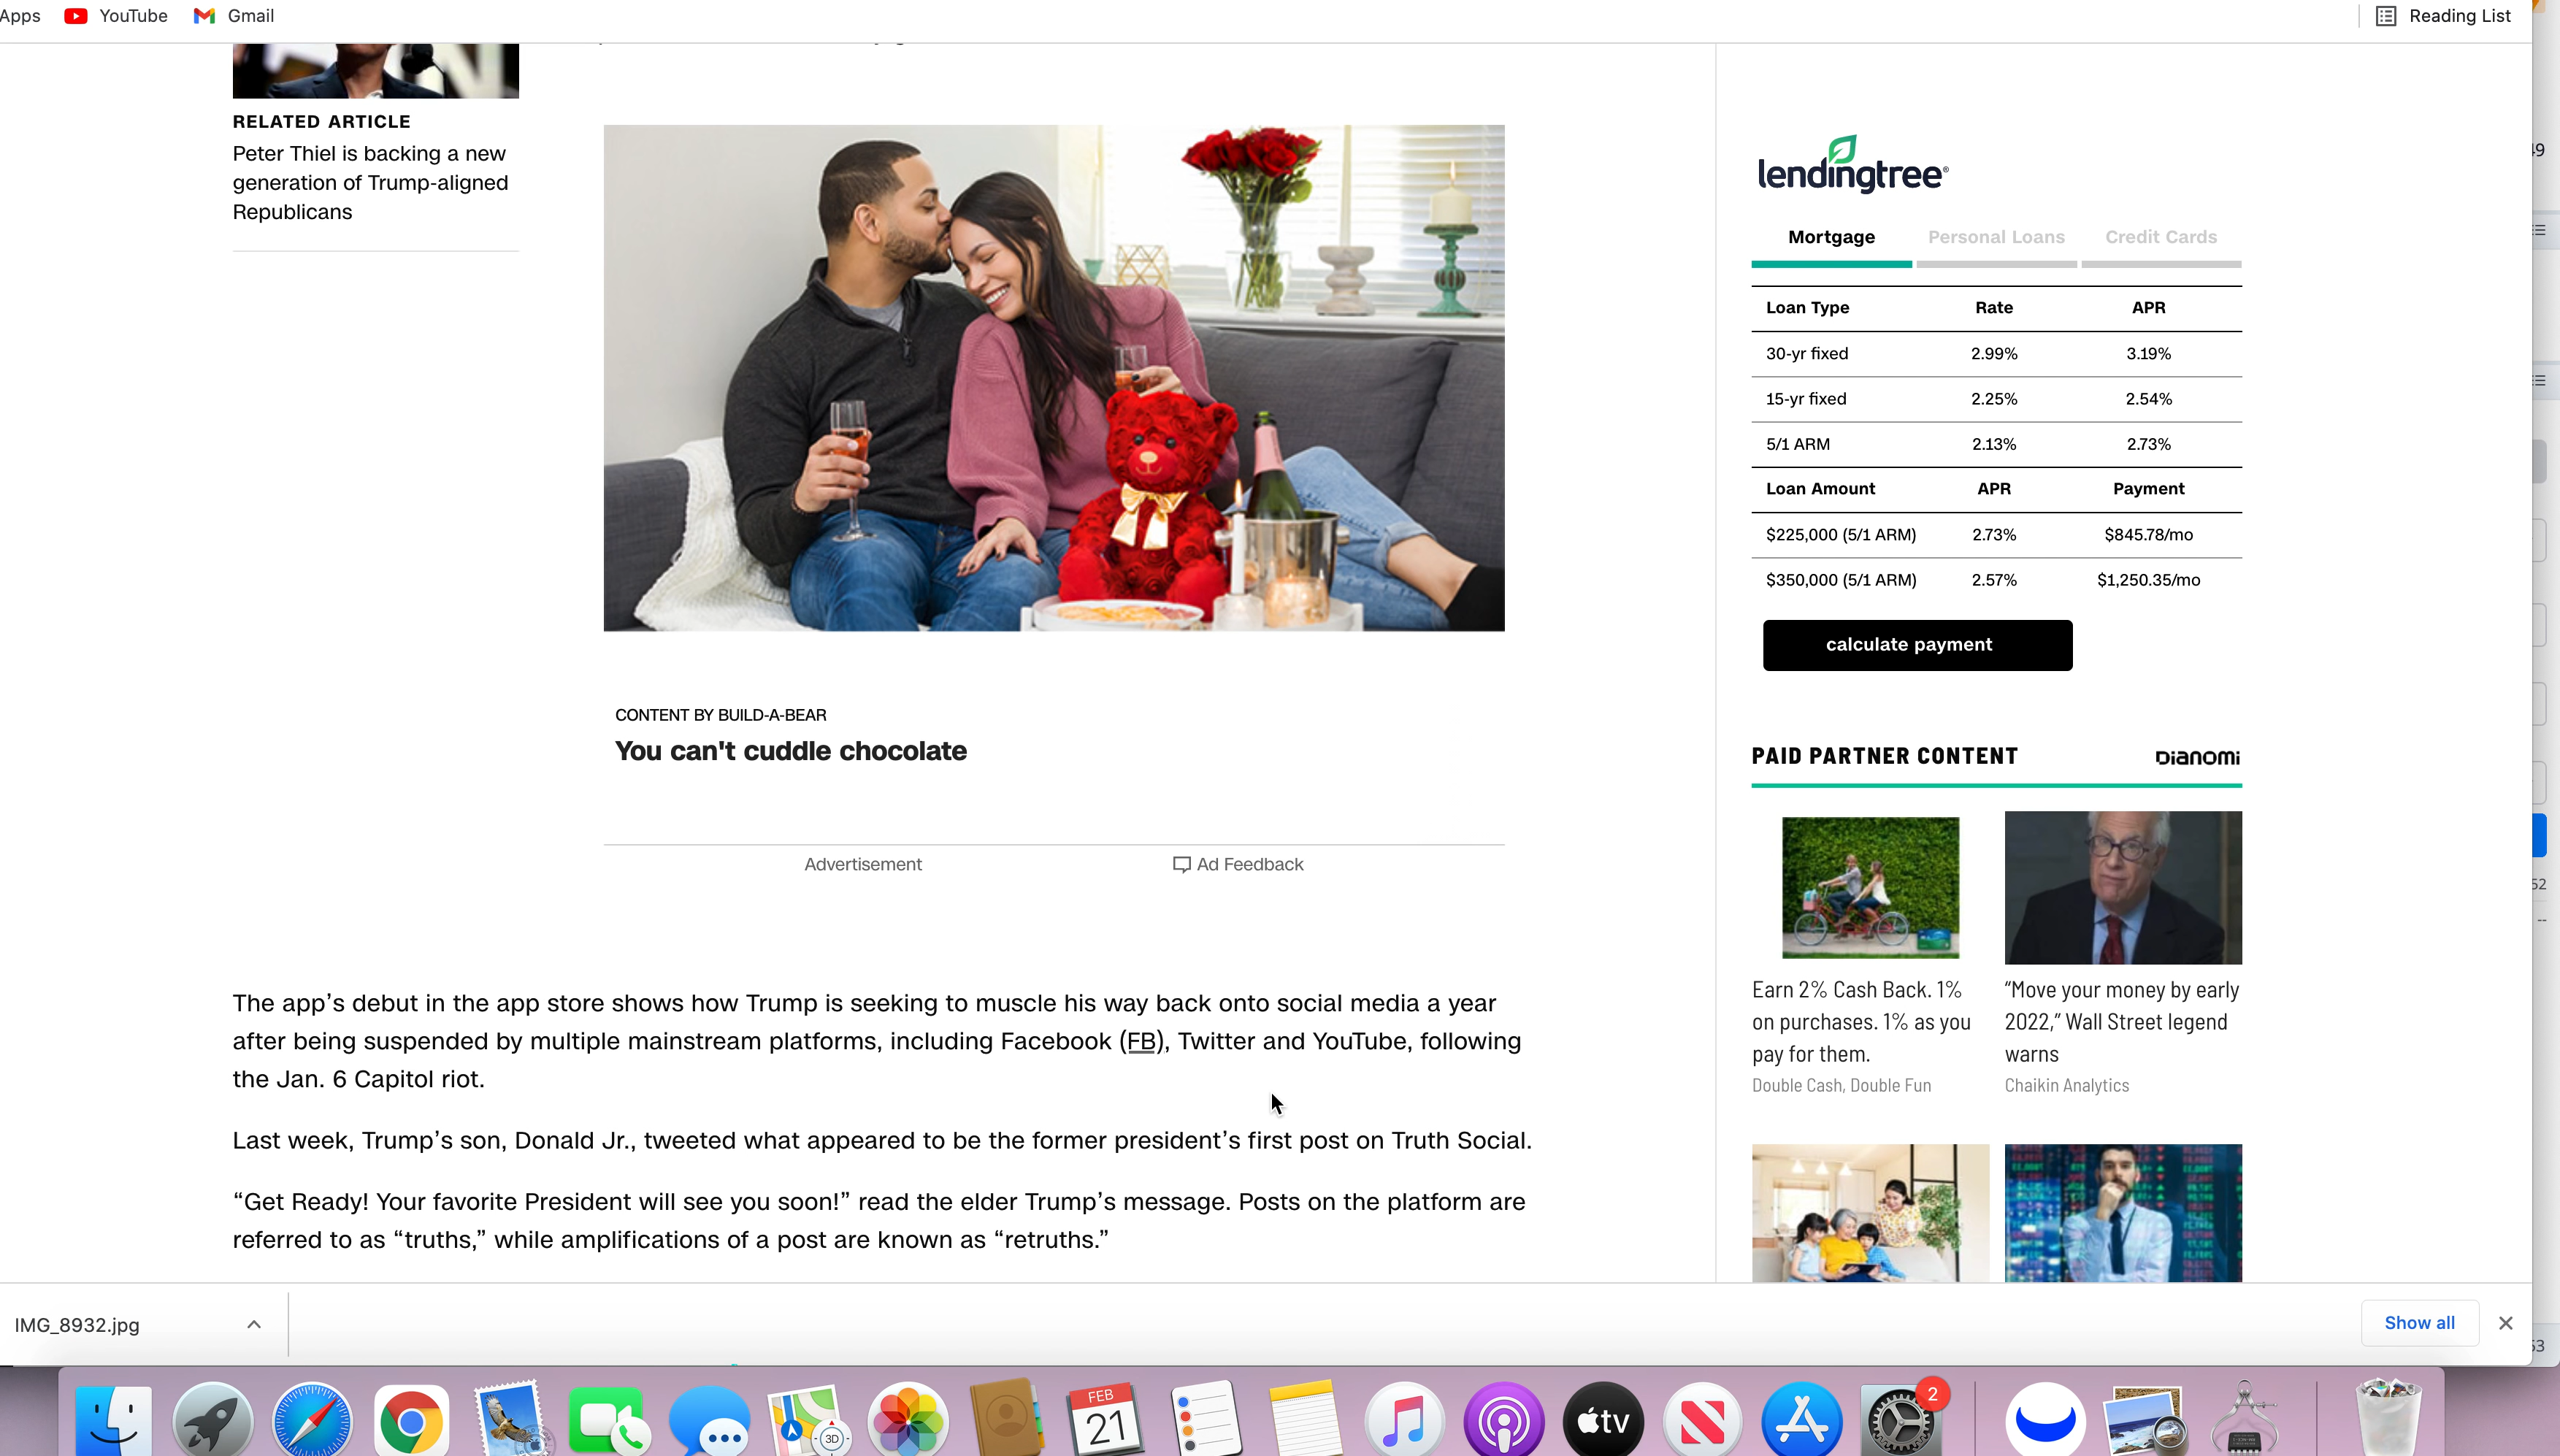 Apps YouTube Gmail Reading List
RELATED ARTICLE
Peter Thiel is backing a new
generation of Trump-aligned
Republicans
CONTENT BY BUILD-A-BEAR
You can't cuddle chocolate
Advertisement Ad Feedback
The app’s debut in the app store shows how Trump is seeking to muscle his way back onto social media a year
after being suspended by multiple mainstream platforms, including Facebook (FB), Twitter and YouTube, following
the Jan. 6 Capitol riot.
Last week, Trump’s son, Donald Jr., tweeted what appeared to be the former president’s first post on Truth Social.
“Get Ready! Your favorite President will see you soon!” read the elder Trump’s message. Posts on the platform are
referred to as “truths,” while amplifications of a post are known as “retruths.”
lendingtree®
Mortgage Personal Loans Credit Cards
Loan Type Rate APR
30-yr fixed 2.99% 3.19%
15-yr fixed 2.25% 2.54%
5/1 ARM 2.13% 2.73%
Loan Amount APR Payment
$225,000 (5/1 ARM) 2.73% $845.78/mo
$350,000 (5/1 ARM) 2.57% $1,250.35/mo
calculate payment
PAID PARTNER CONTENT DIANOMI
Earn 2% Cash Back. 1%
on purchases. 1% as you
pay for them.
Double Cash, Double Fun
“Move your money by early
2022,” Wall Street legend
warns
Chaikin Analytics
49
52
--
53
IMG_8932.jpg Show all
3D
FEB
21
tv
2